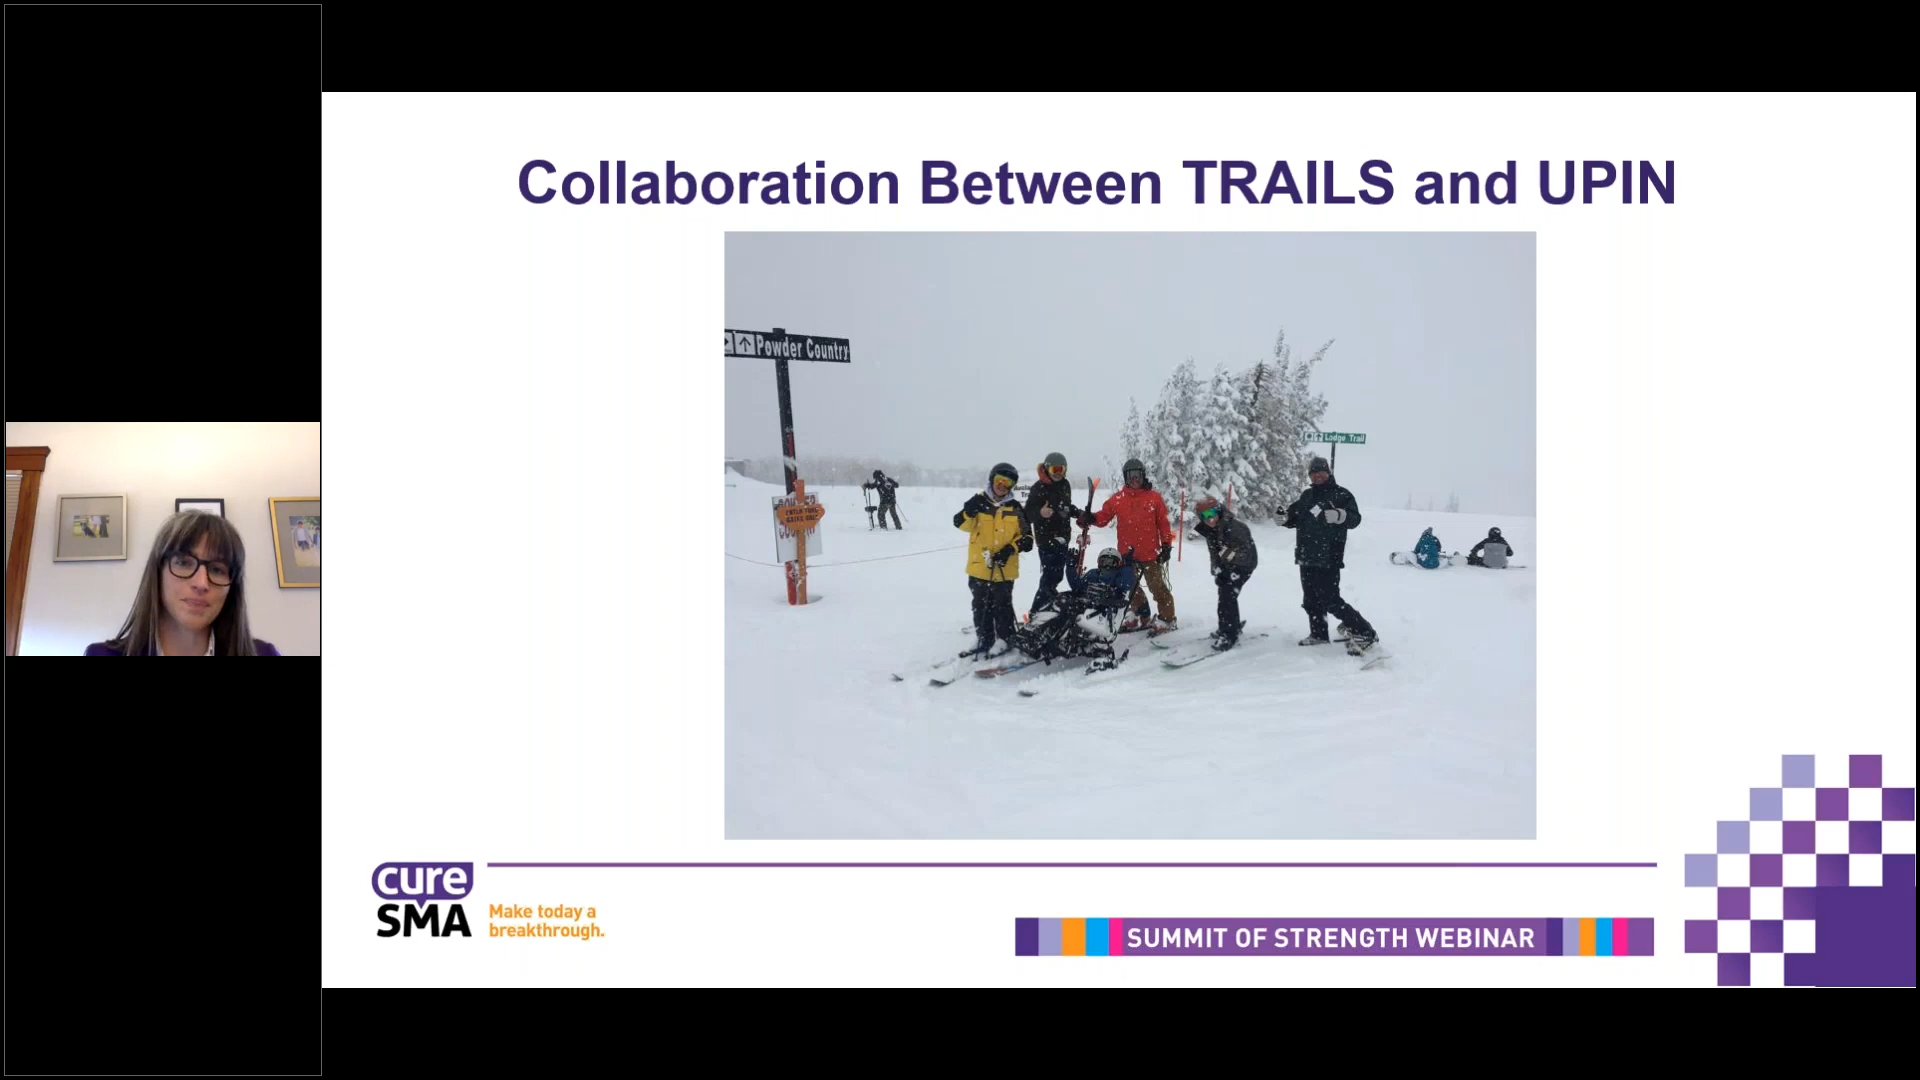 Collaboration Between TRAILS and UPIN
Powder Country
Lodge Trail
cure
SMA
Make today a
breakthrough.
SUMMIT OF STRENGTH WEBINAR